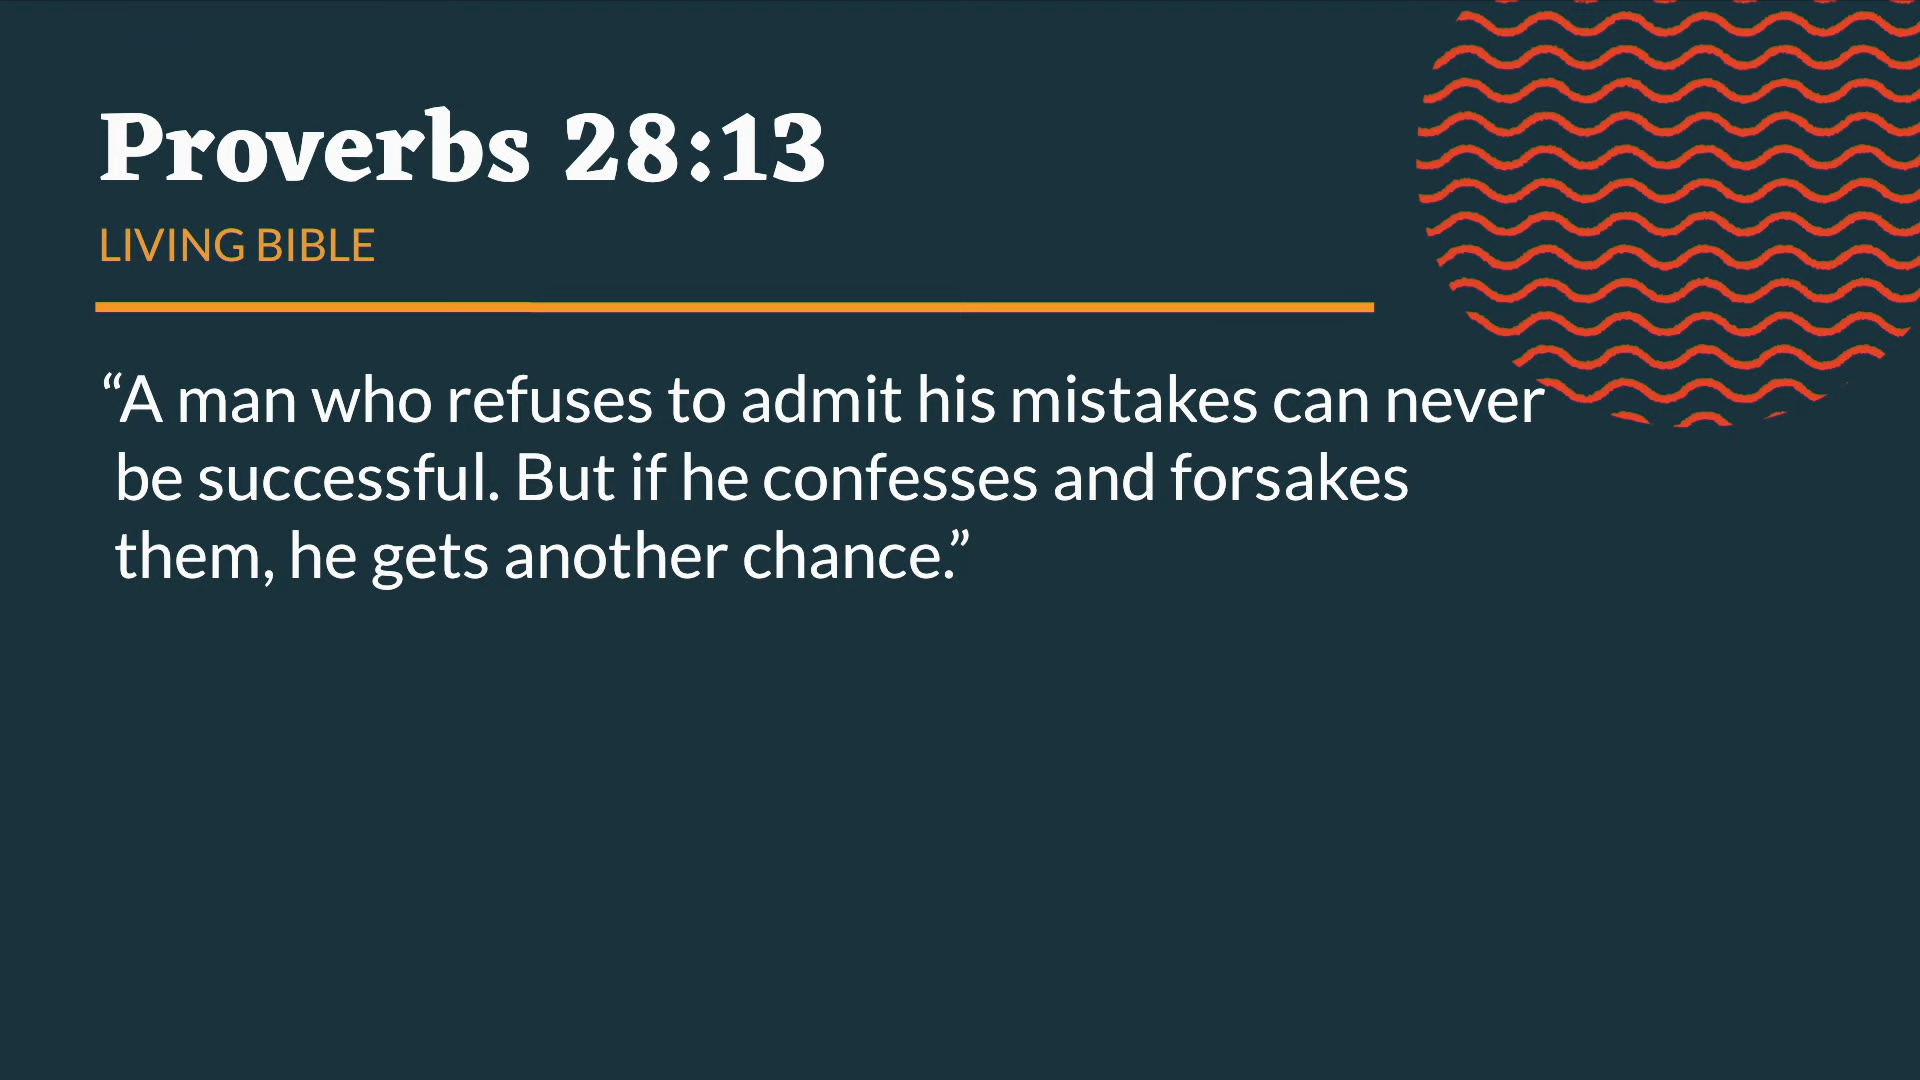 Proverbs 28:13
LIVING BIBLE
“A man who refuses to admit his mistakes can never
be successful. But if he confesses and forsakes
them, he gets another chance.”